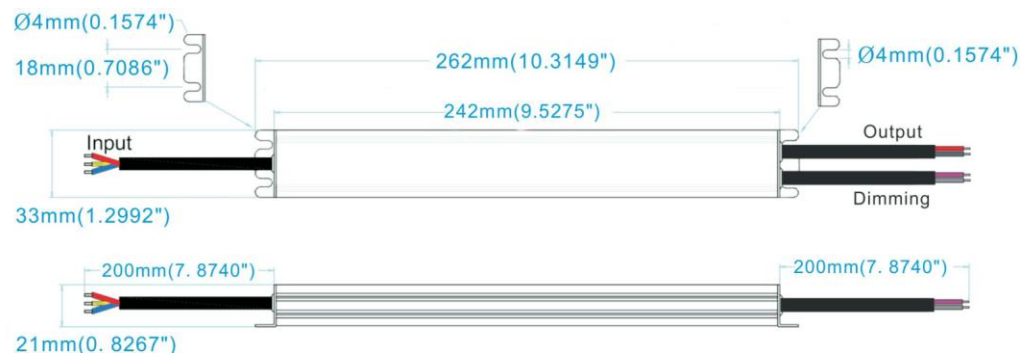 Ø4mm(0.1574")
18mm(0.7086")
262mm(10.3149")
Ø4mm(0.1574")
242mm(9.5275")
Input
Output
Dimming
33mm(1.2992")
200mm(7. 8740")
200mm(7. 8740")
21mm(0. 8267")